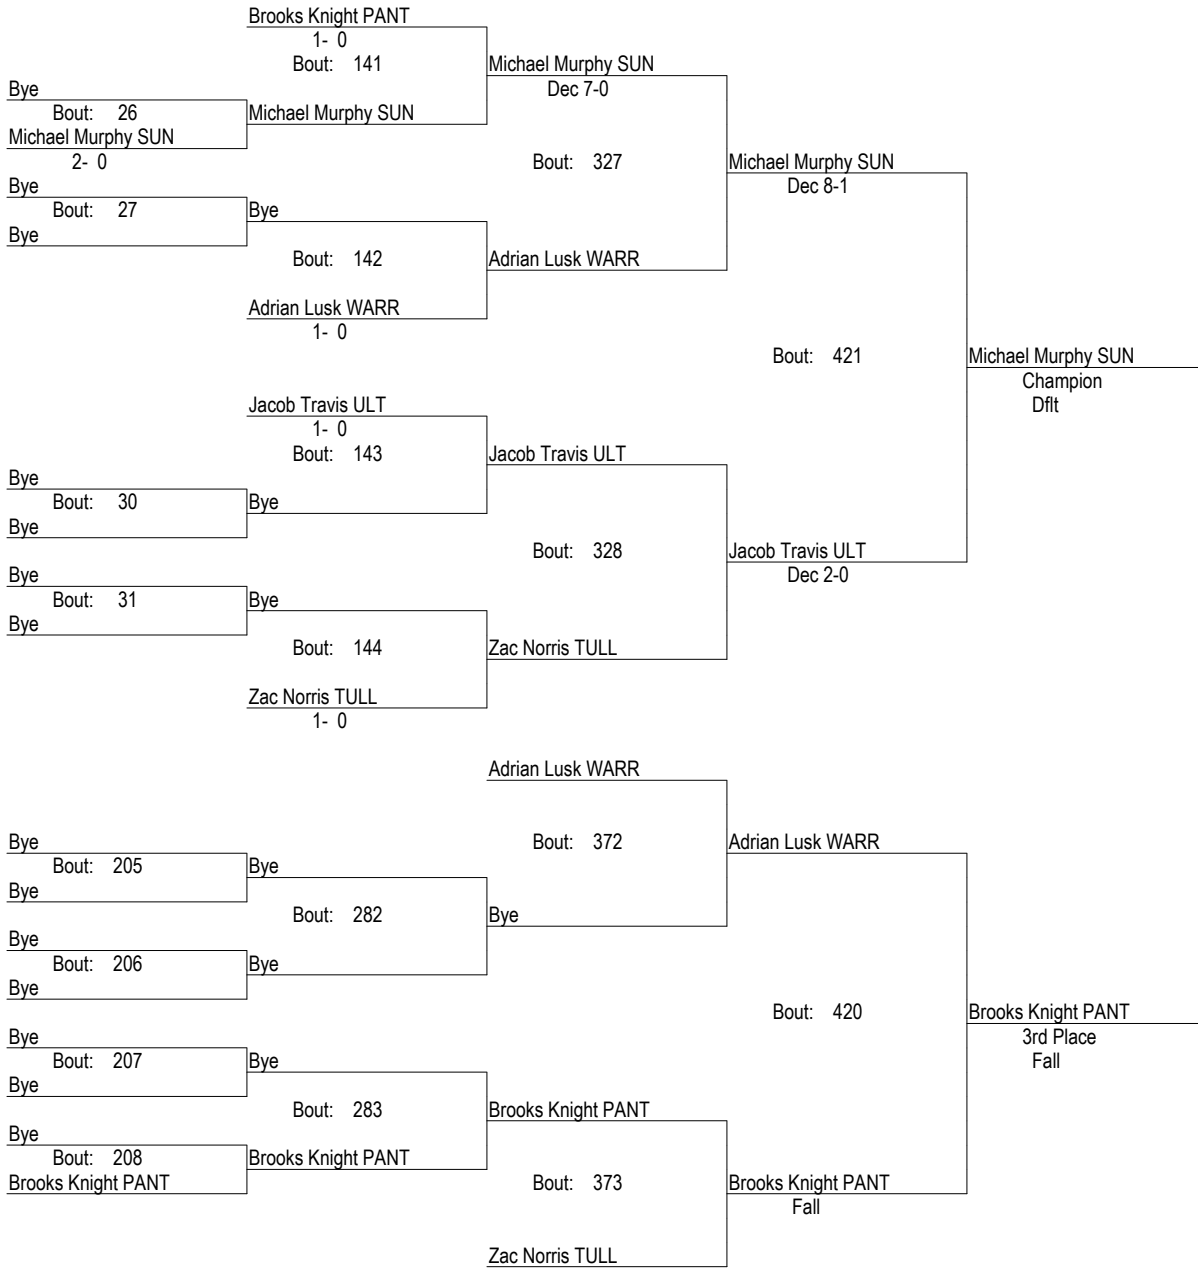 Brooks Knight PANT
1- 0
Bout: 141 Michael Murphy SUN
Bye Dec 7-0
Bout: 26 Michael Murphy SUN
Michael Murphy SUN
2- 0 Bout: 327 Michael Murphy SUN
Bye Dec 8-1
Bout: 27 Bye
Bye
Bout: 142 Adrian Lusk WARR
Adrian Lusk WARR
1- 0
Bout: 421 Michael Murphy SUN
Champion
Jacob Travis ULT Dflt
1- 0
Bout: 143 Jacob Travis ULT
Bye
Bout: 30 Bye
Bye
Bout: 328 Jacob Travis ULT
Bye Dec 2-0
Bout: 31 Bye
Bye
Bout: 144 Zac Norris TULL
Zac Norris TULL
1- 0
Adrian Lusk WARR
Bye Bout: 372 Adrian Lusk WARR
Bout: 205 Bye
Bye
Bout: 282 Bye
Bye
Bout: 206 Bye
Bye
Bout: 420 Brooks Knight PANT
Bye 3rd Place
Bout: 207 Bye Fall
Bye
Bout: 283 Brooks Knight PANT
Bye
Bout: 208 Brooks Knight PANT
Brooks Knight PANT Bout: 373 Brooks Knight PANT
Fall
Zac Norris TULL